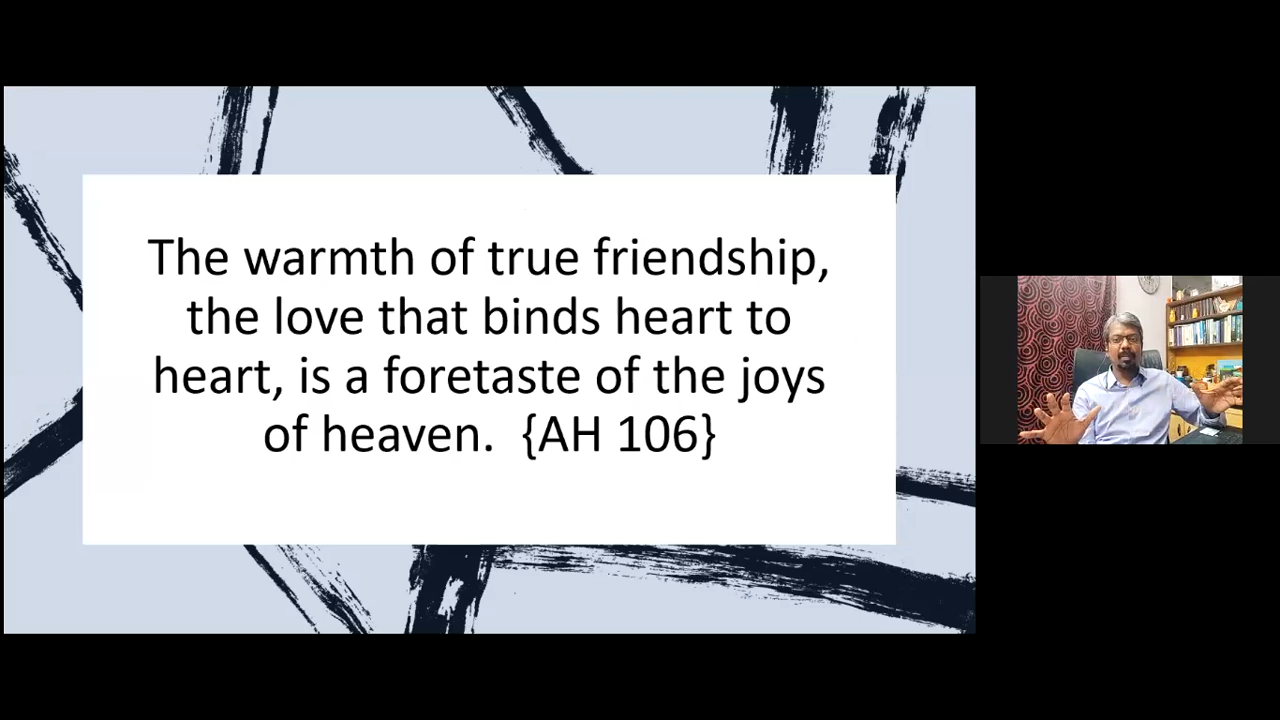 The warmth of true friendship,
the love that binds heart to
heart, is a foretaste of the joys
of heaven.  {AH 106}